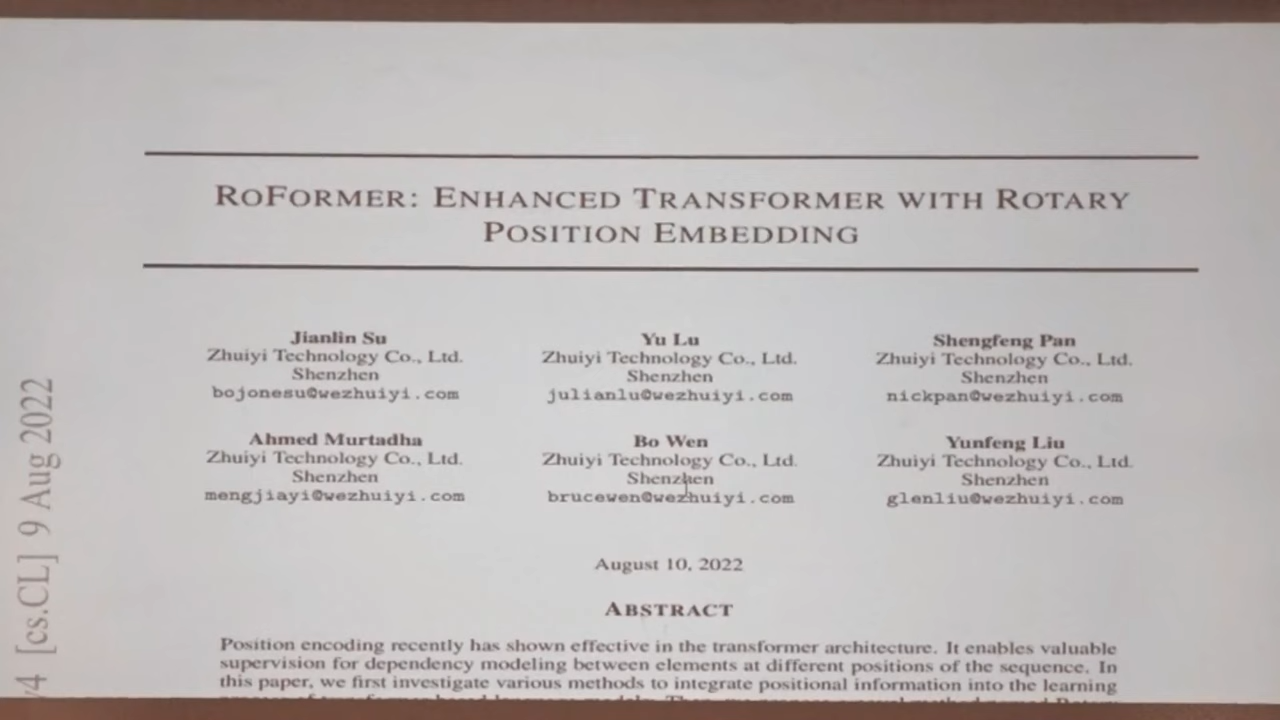 ROFORMER: ENHANCED TRANSFORMER WITH ROTARY
POSITION EMBEDDING
Jianlin Su
Zhuiyi Technology Co., Ltd.
Shenzhen
bojonesu@wezhuiyi.com
Yu Lu
Zhuiyi Technology Co., Ltd.
Shenzhen
julianlu@wezhuiyi.com
Shengfeng Pan
Zhuiyi Technology Co., Ltd.
Shenzhen
nickpan@wezhuiyi.com
Ahmed Murtadha
Zhuiyi Technology Co., Ltd.
Shenzhen
mengjiayi@wezhuiyi.com
Bo Wen
Zhuiyi Technology Co., Ltd.
Shenzhen
brucewen@wezhuiyi.com
Yunfeng Liu
Zhuiyi Technology Co., Ltd.
Shenzhen
glenliu@wezhuiyi.com
August 10, 2022
ABSTRACT
Position encoding recently has shown effective in the transformer architecture. It enables valuable
supervision for dependency modeling between elements at different positions of the sequence. In
this paper, we first investigate various methods to integrate positional information into the learning
v4 [cs.CL] 9 Aug 2022